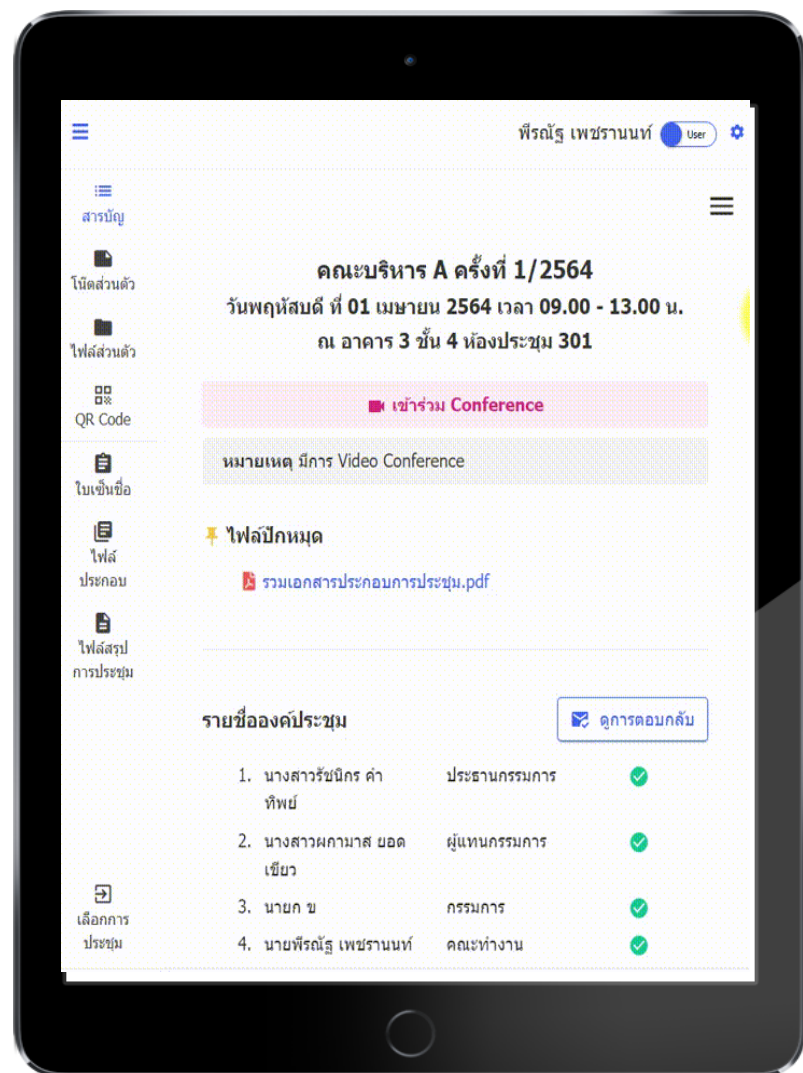 พีรณัฐ เพชรานนท์ User
สารบัญ
โน๊ตส่วนตัว
ไฟล์ส่วนตัว
QR Code
ใบเซ็นชื่อ
ไฟล์
ประกอบ
ไฟล์สรุป
การประชุม
เลือกการ
ประชุม
คณะบริหาร A ครั้งที่ 1/2564
วันพฤหัสบดี ที่ 01 เมษายน 2564 เวลา 09.00 - 13.00 น.
ณ อาคาร 3 ชั้น 4 ห้องประชุม 301
เข้าร่วม Conference
หมายเหตุ มีการ Video Conference
ไฟล์ปักหมุด
รวมเอกสารประกอบการประชุม.pdf
รายชื่อองค์ประชุม ดูการตอบกลับ
1. นางสาวรัชนิกร คำ ประธานกรรมการ
ทิพย์
2. นางสาวผกามาส ยอด ผู้แทนกรรมการ
เขียว
3. นายก ข กรรมการ
4. นายพีรณัฐ เพชรานนท์ คณะทำงาน